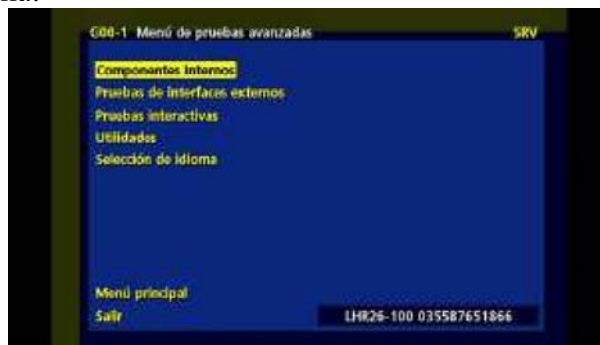 C06-1 Menú de pruebas avanzadas SRV
Componentes internos
Pruebas de interfaces externos
Pruebas interactivas
Utilidades
Selección de idioma
Menú principal
Salir LHR26-100 035587651866